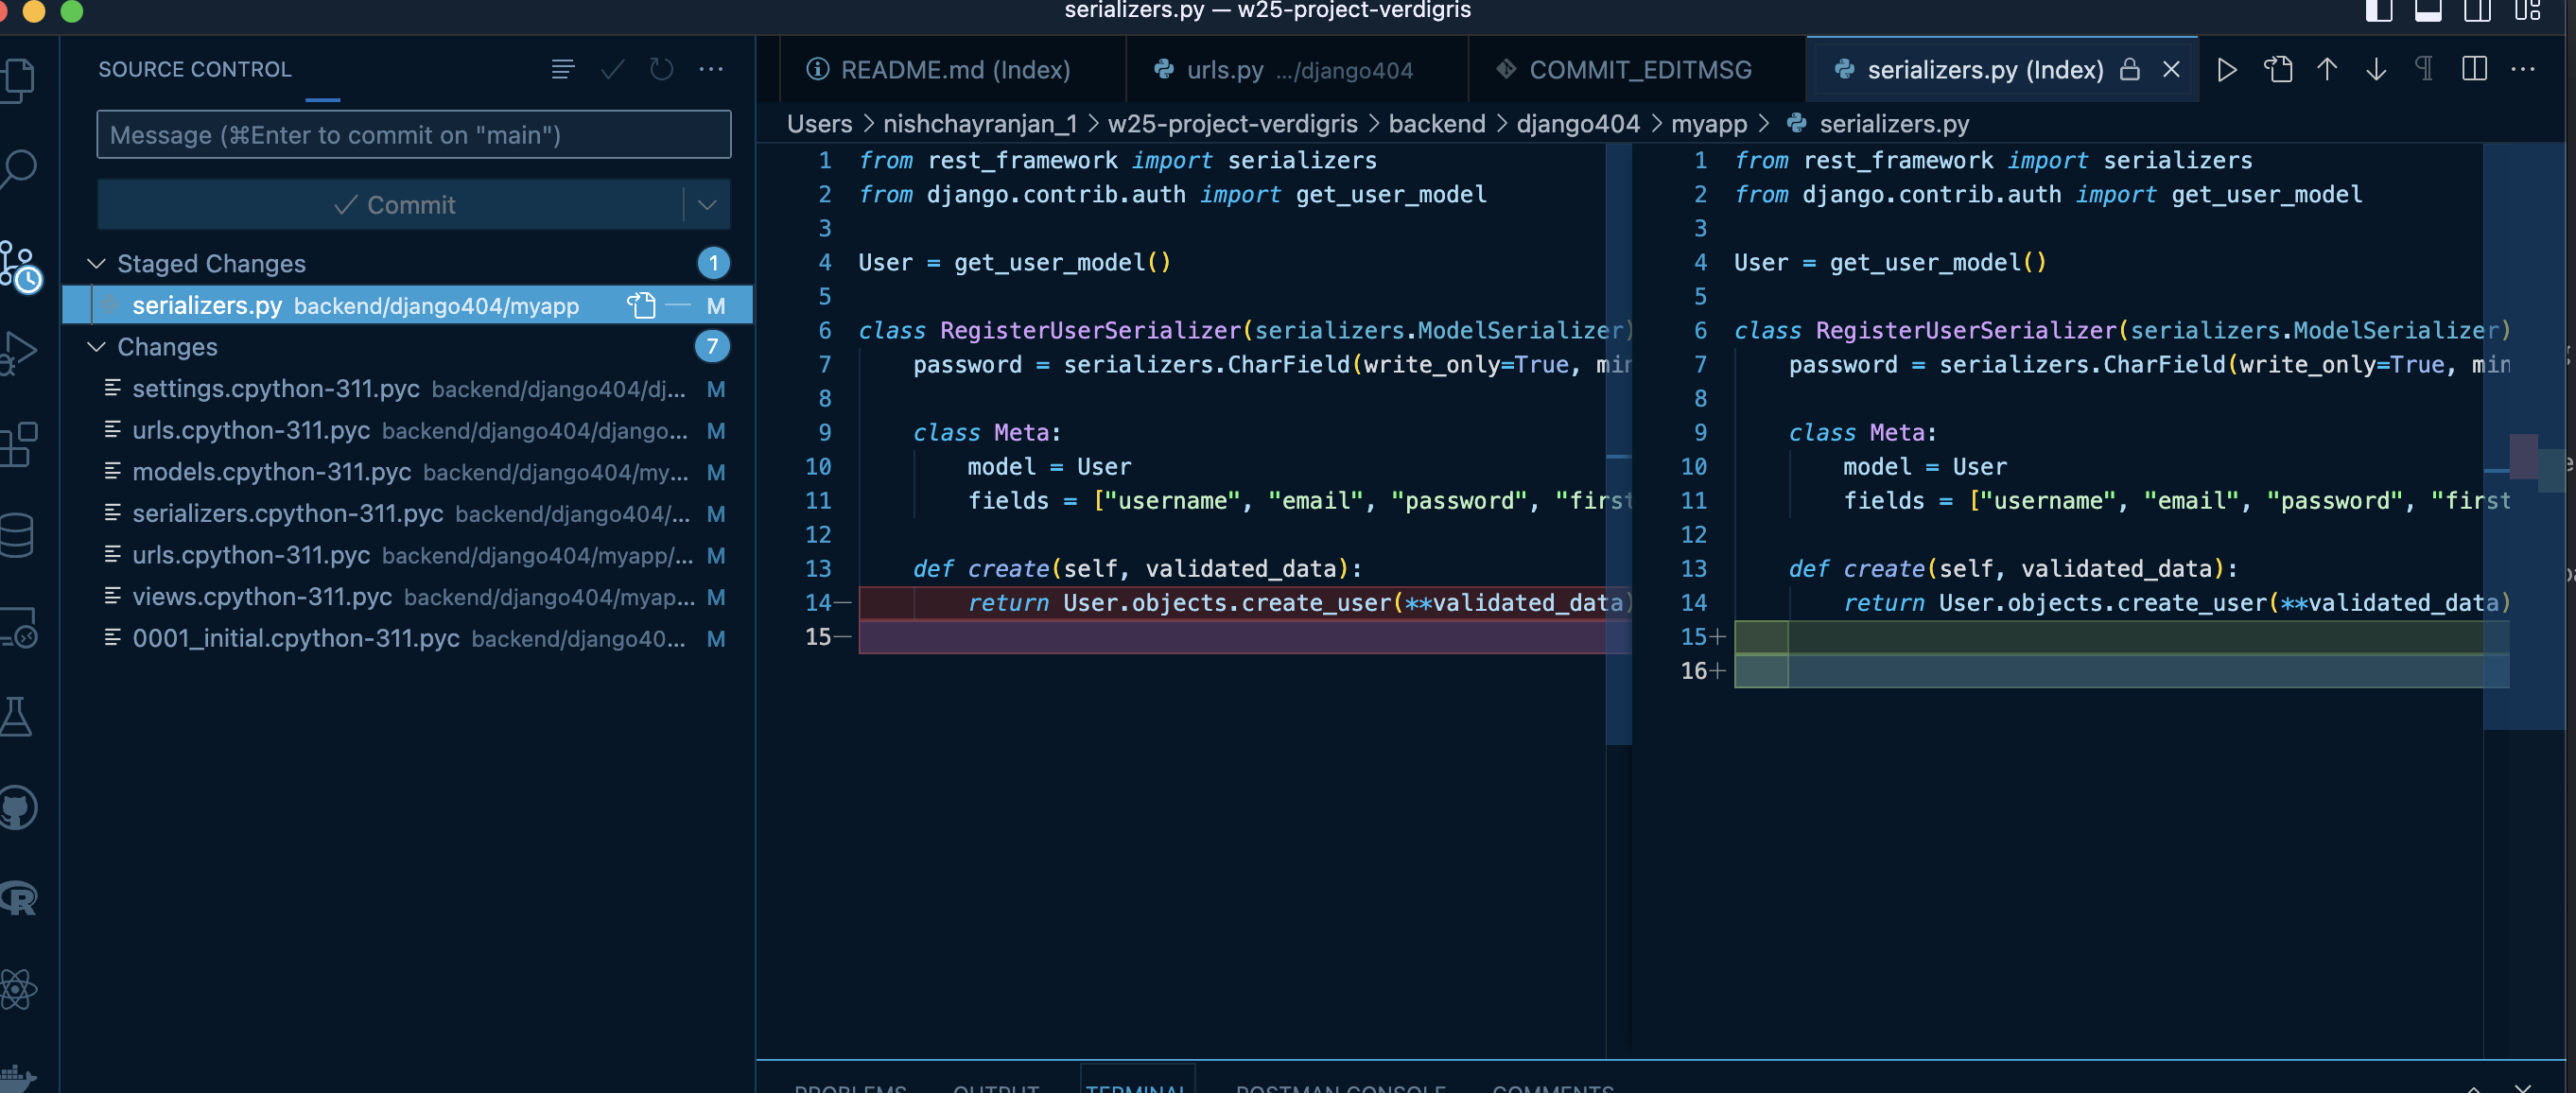 serializers.py — w25-project-verdigris
SOURCE CONTROL
Message (⌘Enter to commit on "main")
Commit
Staged Changes 1
serializers.py backend/django404/myapp M
Changes 7
settings.cpython-311.pyc backend/django404/dj... M
urls.cpython-311.pyc backend/django404/django... M
models.cpython-311.pyc backend/django404/my... M
serializers.cpython-311.pyc backend/django404/... M
urls.cpython-311.pyc backend/django404/myapp/... M
views.cpython-311.pyc backend/django404/myap... M
0001_initial.cpython-311.pyc backend/django40... M
README.md (Index) urls.py .../django404 COMMIT_EDITMSG serializers.py (Index)
Users > nishchayranjan_1 > w25-project-verdigris > backend > django404 > myapp > serializers.py
1 from rest_framework import serializers
2 from django.contrib.auth import get_user_model
3
4 User = get_user_model()
5
6 class RegisterUserSerializer(serializers.ModelSerializer)
7 password = serializers.CharField(write_only=True, min
8
9 class Meta:
10 model = User
11 fields = ["username", "email", "password", "first
12
13 def create(self, validated_data):
14— return User.objects.create_user(**validated_data)
15—
1 from rest_framework import serializers
2 from django.contrib.auth import get_user_model
3
4 User = get_user_model()
5
6 class RegisterUserSerializer(serializers.ModelSerializer)
7 password = serializers.CharField(write_only=True, min
8
9 class Meta:
10 model = User
11 fields = ["username", "email", "password", "first
12
13 def create(self, validated_data):
14 return User.objects.create_user(**validated_data)
15+
16+
PROBLEMS OUTPUT TERMINAL POSTMAN CONSOLE COMMENTS